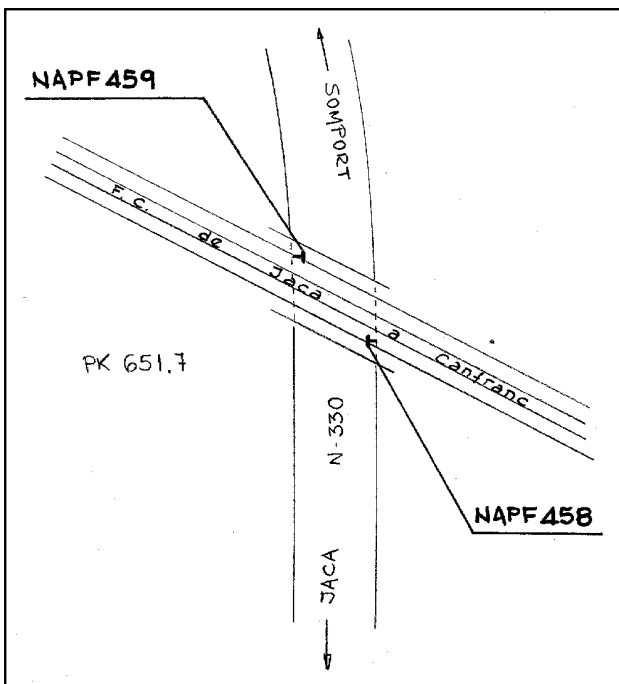 NAPF459
SOMPORT
F.C. de Jaca a Canfranc
PK 651.7
N-330
NAPF458
JACA